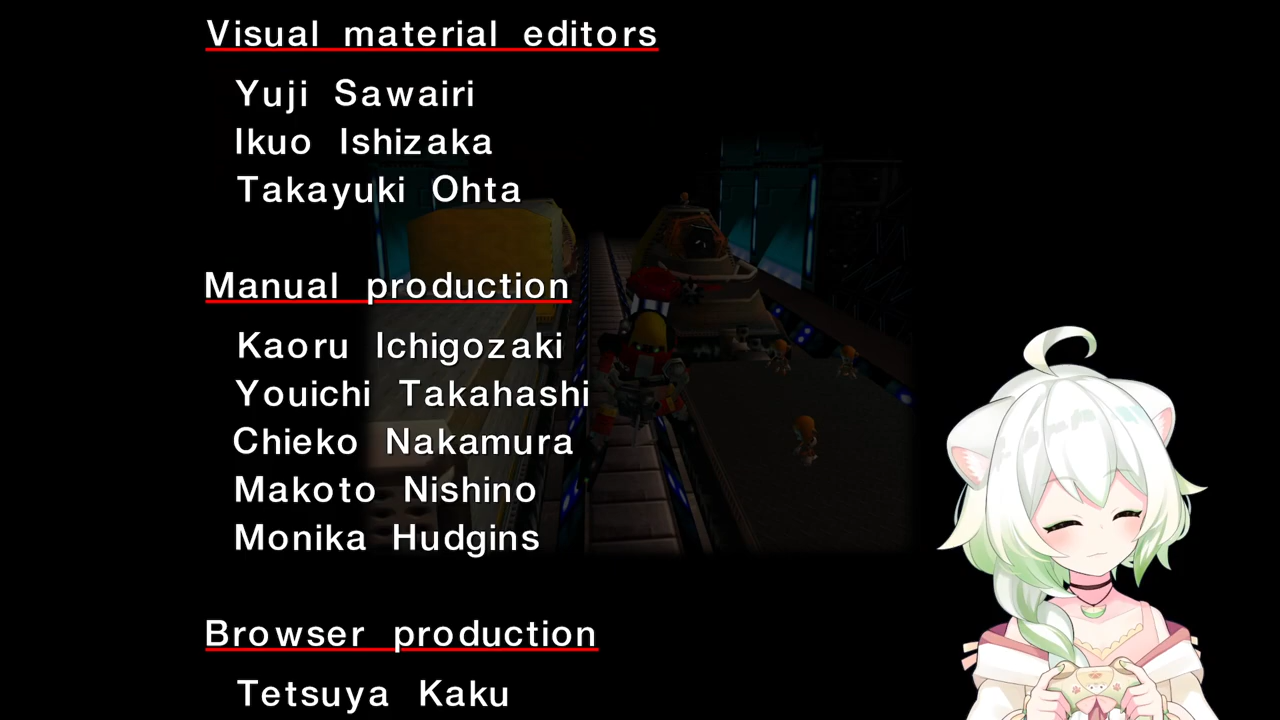 Visual material editors
Yuji Sawairi
Ikuo Ishizaka
Takayuki Ohta
Manual production
Kaoru Ichigozaki
Youichi Takahashi
Chieko Nakamura
Makoto Nishino
Monika Hudgins
Browser production
Tetsuya Kaku